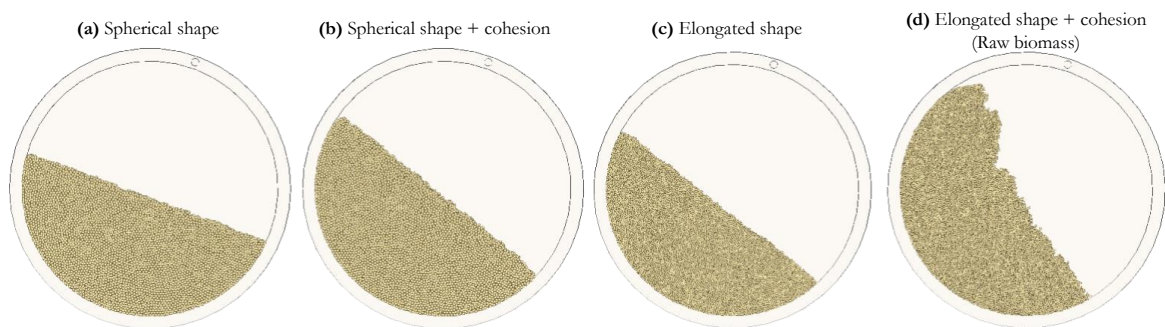 (a) Spherical shape
(b) Spherical shape + cohesion
(c) Elongated shape
(d) Elongated shape + cohesion
(Raw biomass)